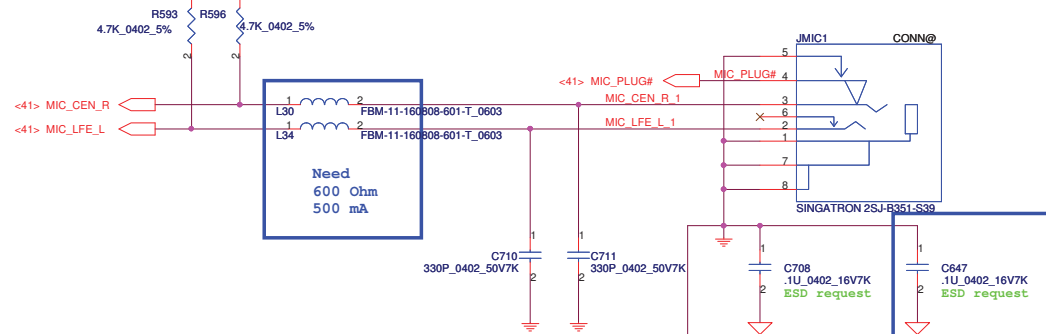 R593
R596
4.7K_0402_5%
4.7K_0402_5%
2
2
<41> MIC_CEN_R
<41> MIC_LFE_L
1
2
L30
FBM-11-160808-601-T_0603
1
2
L34
FBM-11-160808-601-T_0603
Need
600 Ohm
500 mA
JMIC1
CONN@
<41> MIC_PLUG#
MIC_PLUG#
MIC_CEN_R_1
MIC_LFE_L_1
5
4
3
6
2
1
7
8
SINGATRON 2SJ-B351-S39
1
C710
330P_0402_50V7K
2
1
C711
330P_0402_50V7K
2
1
C708
.1U_0402_16V7K
2
ESD request
1
C647
.1U_0402_16V7K
2
ESD request